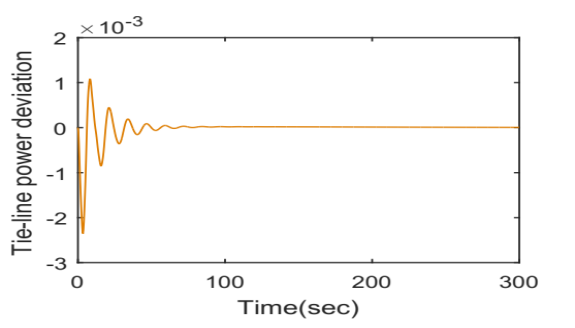 × 10⁻³
2
1
0
-1
-2
-3
Tie-line power deviation
0 100 200 300
Time(sec)